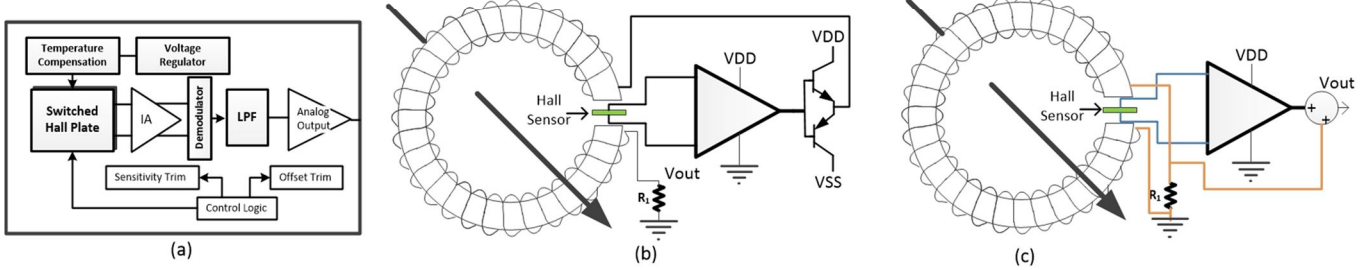 Temperature
Compensation
Voltage
Regulator
Switched
Hall Plate
IA
Demodulator
LPF
Analog
Output
Sensitivity Trim
Offset Trim
Control Logic
(a)
VDD
VDD
Hall
Sensor
Vout
VSS
R1
(b)
VDD
Vout
+
+
Hall
Sensor
R1
(c)